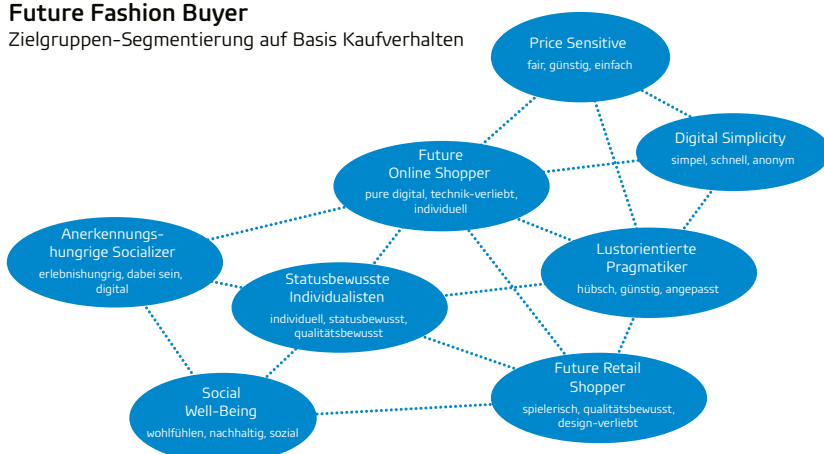 Future Fashion Buyer
Zielgruppen-Segmentierung auf Basis Kaufverhalten
Price Sensitive
fair, günstig, einfach
Digital Simplicity
simpel, schnell, anonym
Future
Online Shopper
pure digital, technik-verliebt,
individuell
Anerkennungs-
hungrige Socializer
erlebnishungrig, dabei sein,
digital
Lustorientierte
Pragmatiker
hübsch, günstig, angepasst
Statusbewusste
Individualisten
individuell, statusbewusst,
qualitätsbewusst
Future Retail
Shopper
spielerisch, qualitätsbewusst,
design-verliebt
Social
Well-Being
wohlfühlen, nachhaltig, sozial